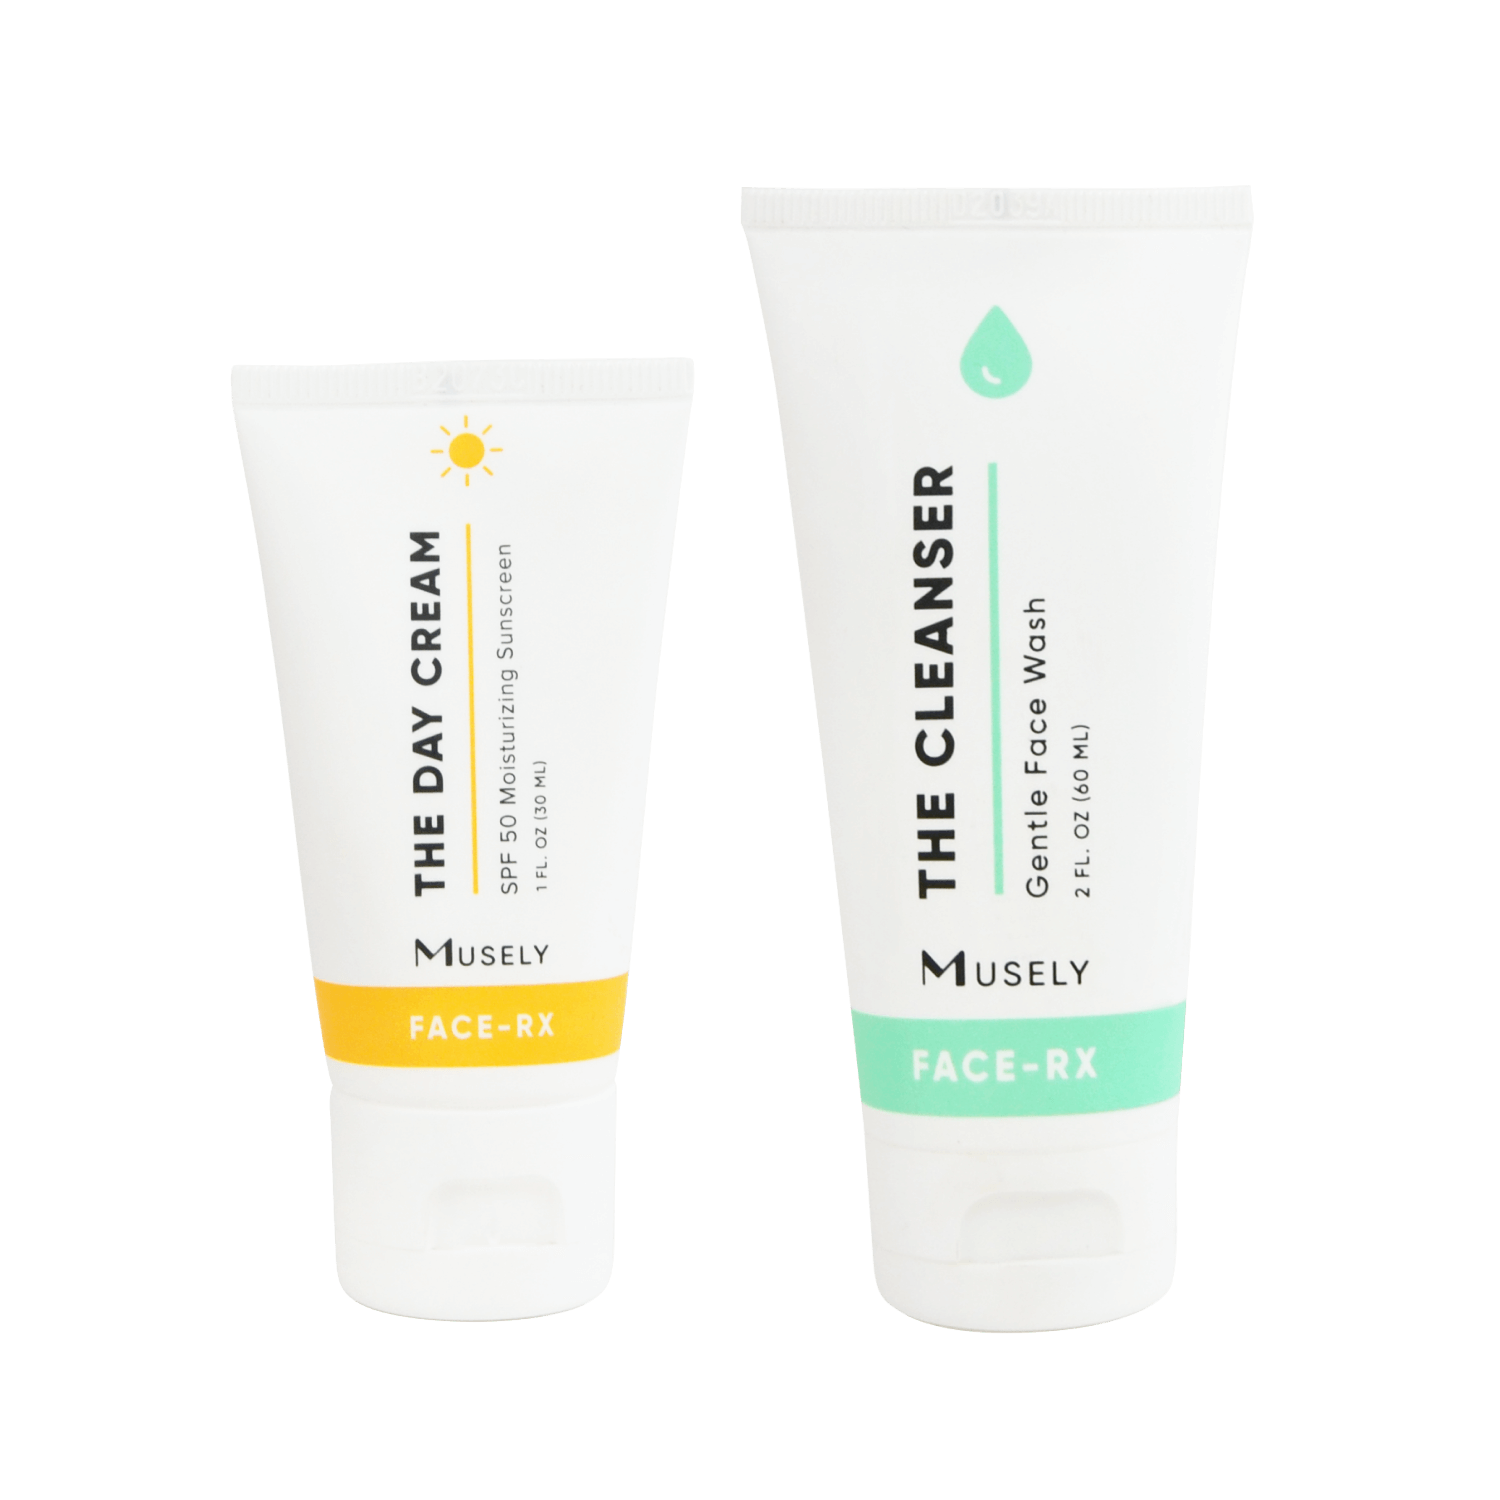 THE DAY CREAM
SPF 50 Moisturizing Sunscreen
1 FL. OZ (30 ML)
MUSELY
FACE-RX
THE CLEANSER
Gentle Face Wash
2 FL. OZ (60 ML)
MUSELY
FACE-RX